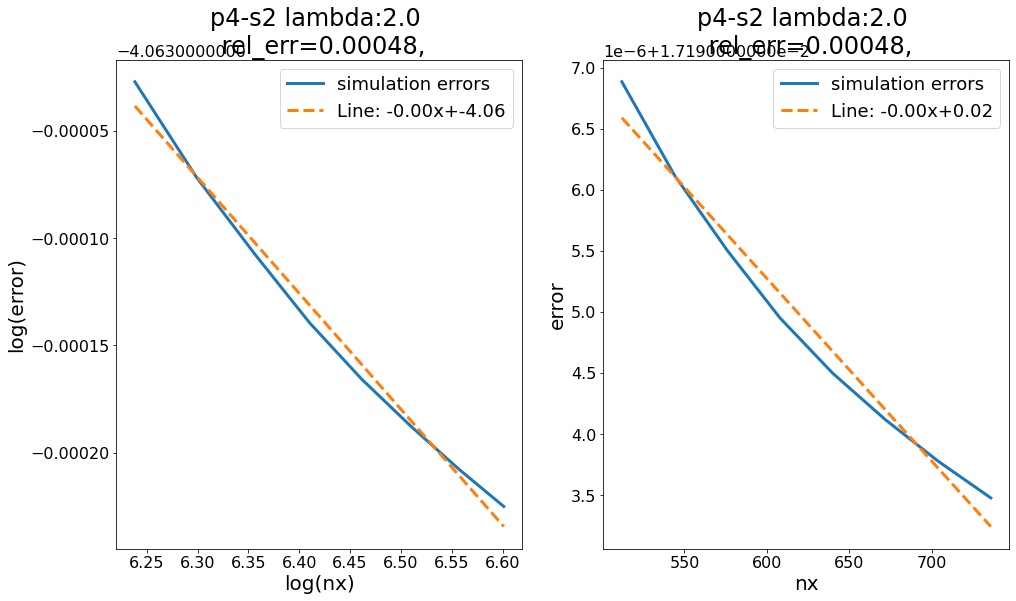 p4-s2 lambda:2.0
rel_err=0.00048,
−4.0630000000
simulation errors
Line: -0.00x+-4.06
−0.00005
−0.00010
−0.00015
−0.00020
log(error)
6.25 6.30 6.35 6.40 6.45 6.50 6.55 6.60
log(nx)
p4-s2 lambda:2.0
rel_err=0.00048,
1e−6+1.7190000000e−2
simulation errors
Line: -0.00x+0.02
7.0
6.5
6.0
5.5
5.0
4.5
4.0
3.5
error
550 600 650 700
nx